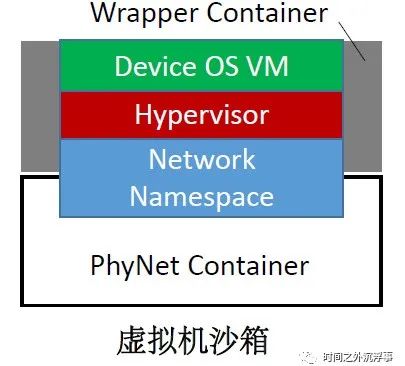 Wrapper Container
Device OS VM
Hypervisor
Network
Namespace
PhyNet Container
虚拟机沙箱
时间之外沉浮事